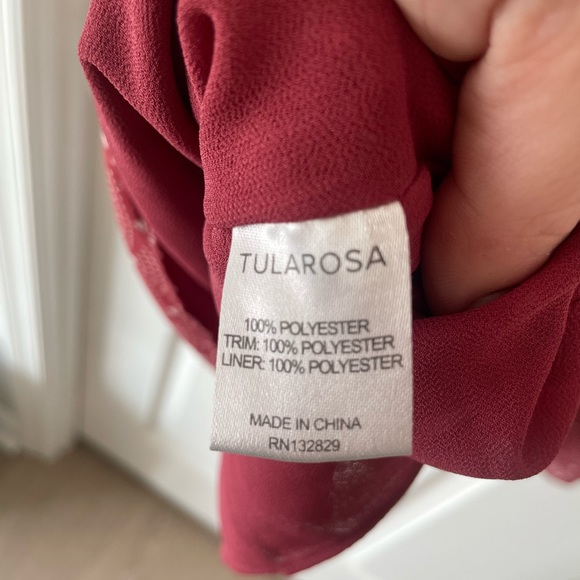 TULAROSA
100% POLYESTER
TRIM: 100% POLYESTER
LINER: 100% POLYESTER
MADE IN CHINA
RN132829